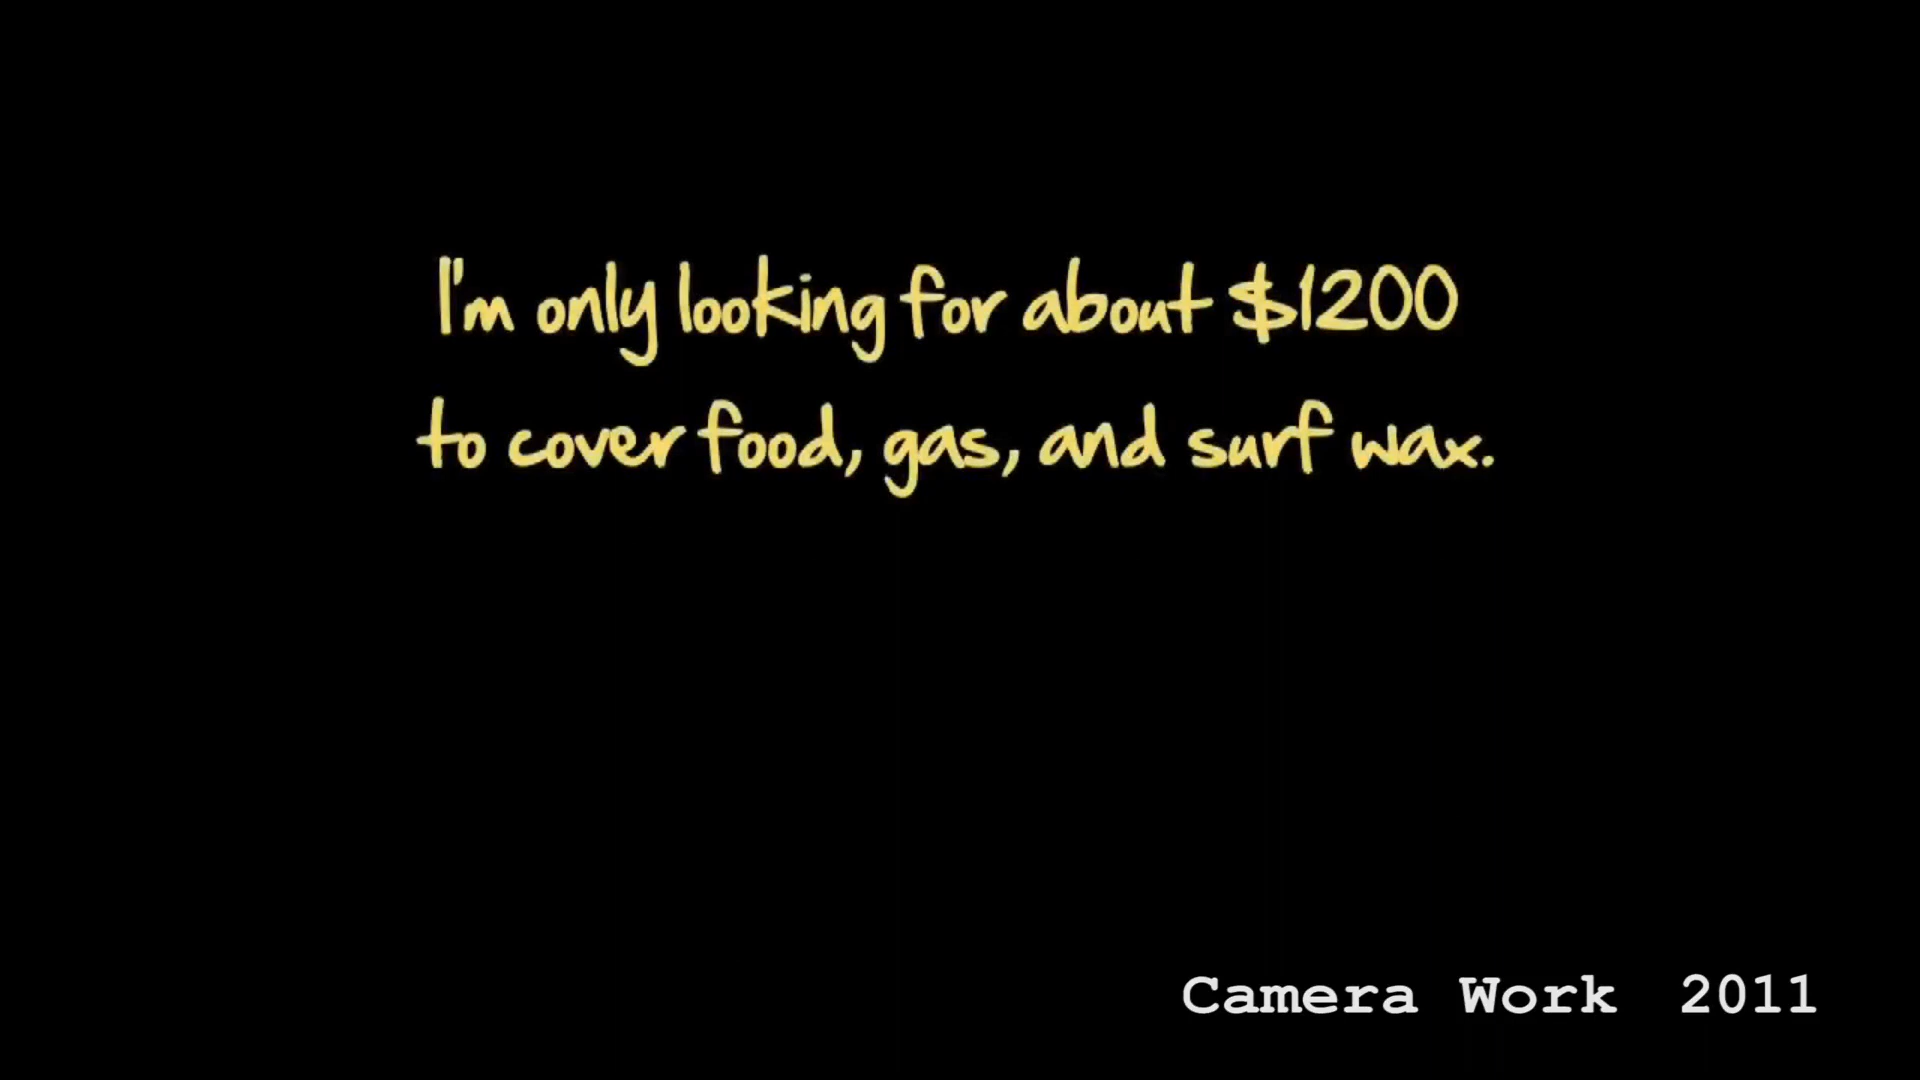 I'm only looking for about $1200
to cover food, gas, and surf wax.
Camera Work 2011